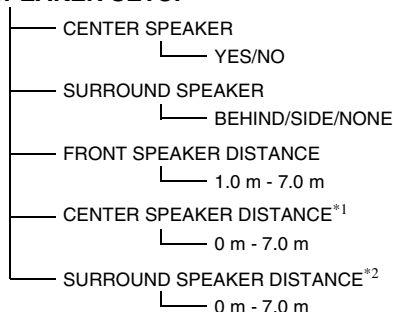 CENTER SPEAKER
YES/NO
SURROUND SPEAKER
BEHIND/SIDE/NONE
FRONT SPEAKER DISTANCE
1.0 m - 7.0 m
CENTER SPEAKER DISTANCE*1
0 m - 7.0 m
SURROUND SPEAKER DISTANCE*2
0 m - 7.0 m